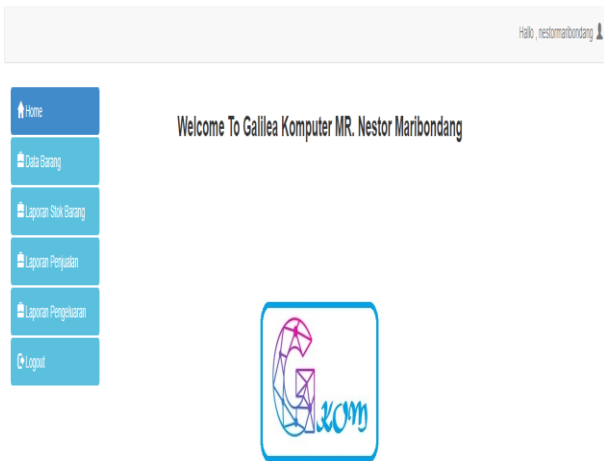 Hallo , nestormaribondang
Home
Welcome To Galilea Komputer MR. Nestor Maribondang
Data Barang
Laporan Stok Barang
Laporan Penjualan
Laporan Pengeluaran
Logout
G KOM